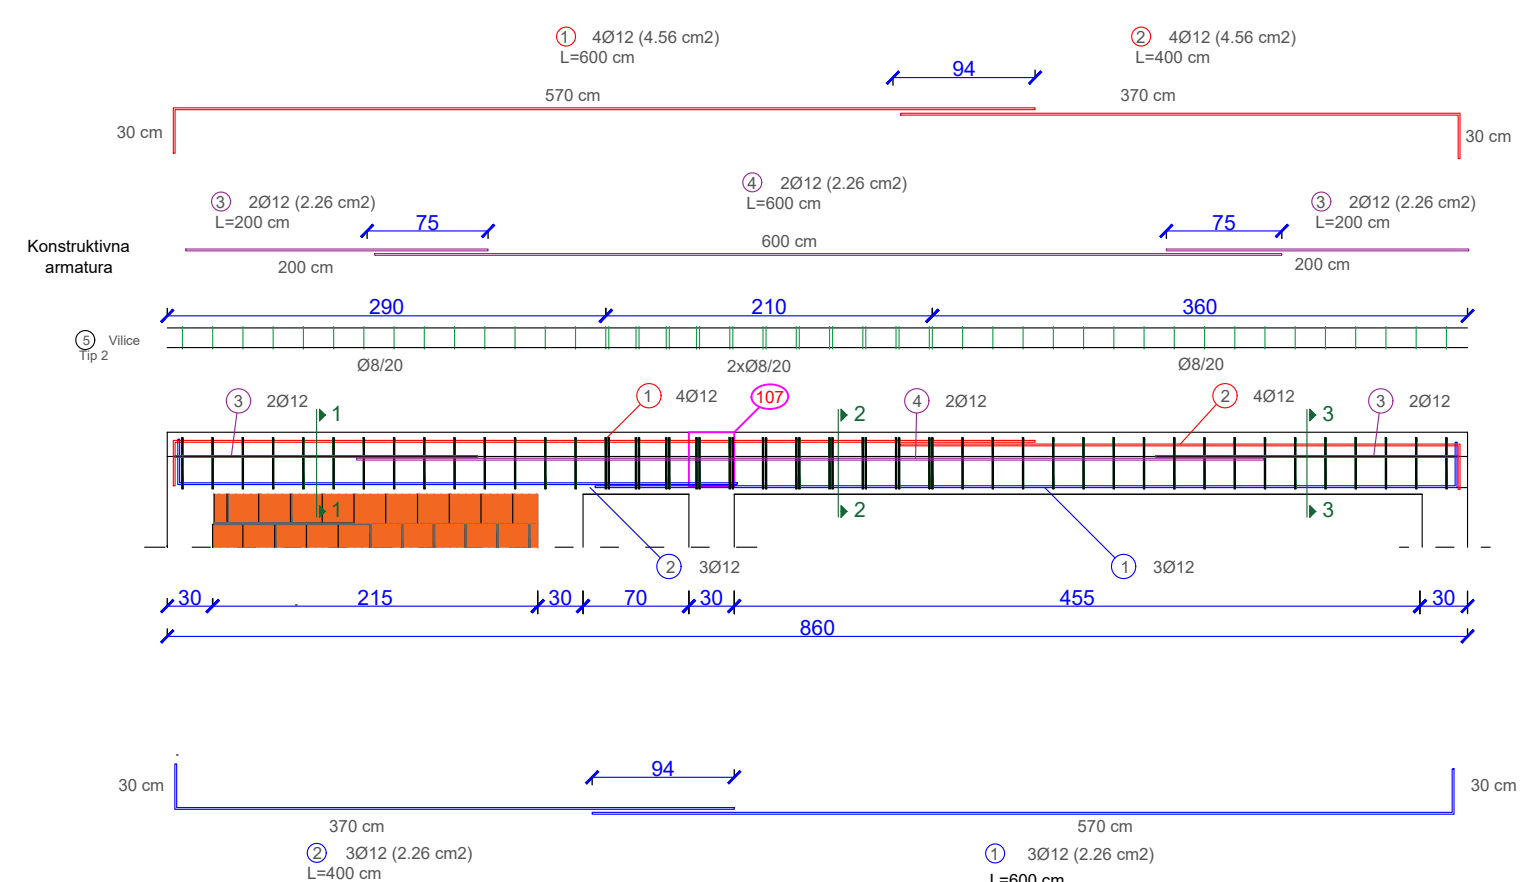 1 4Ø12 (4.56 cm2)
L=600 cm
2 4Ø12 (4.56 cm2)
L=400 cm
94
570 cm
370 cm
30 cm
30 cm
3 2Ø12 (2.26 cm2)
L=200 cm
4 2Ø12 (2.26 cm2)
L=600 cm
3 2Ø12 (2.26 cm2)
L=200 cm
75
75
Konstruktivna
armatura
600 cm
200 cm
200 cm
290
210
360
5 Vilice
Tip 2
Ø8/20
2xØ8/20
Ø8/20
3 2Ø12
1
1 4Ø12
107
2
4 2Ø12
2 4Ø12
3
3 2Ø12
1
2
3
2 3Ø12
1 3Ø12
30
215
30
70
30
455
30
860
94
30 cm
30 cm
370 cm
570 cm
2 3Ø12 (2.26 cm2)
L=400 cm
1 3Ø12 (2.26 cm2)
L=600 cm